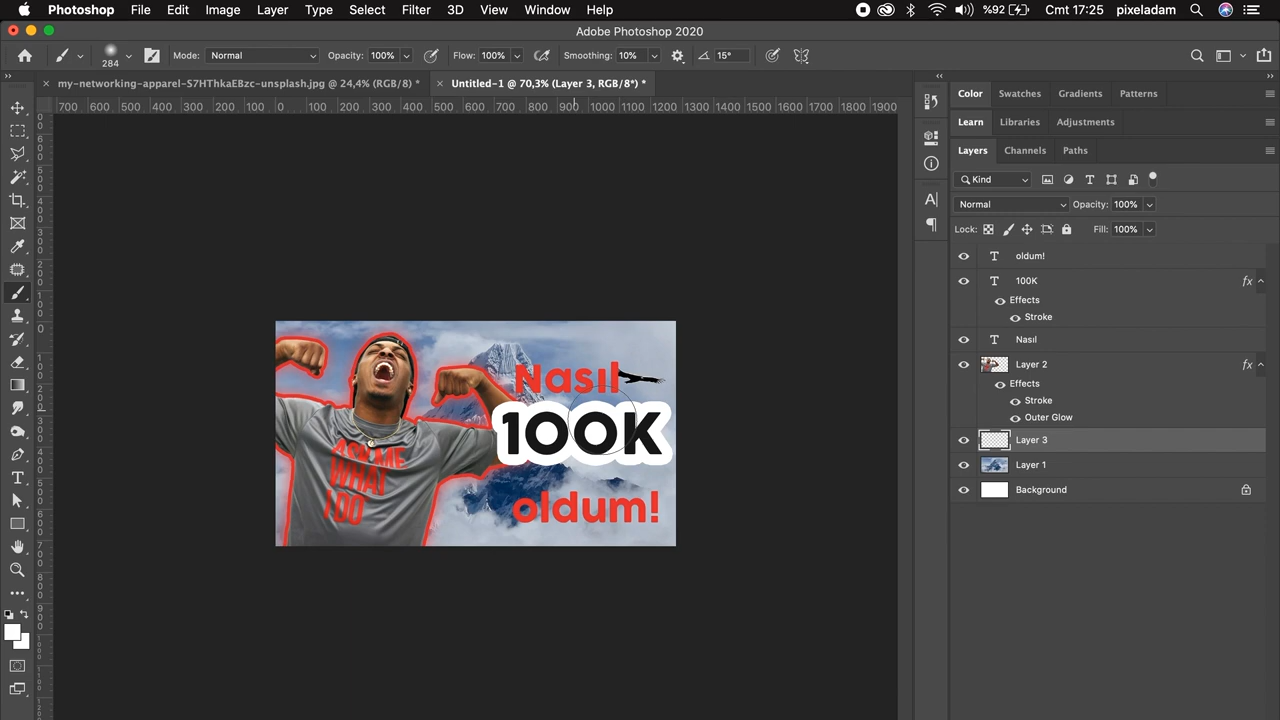 Photoshop File Edit Image Layer Type Select Filter 3D View Window Help %92 Cmt 17:25 pixeladam
Adobe Photoshop 2020
284 Mode: Normal Opacity: 100% Flow: 100% Smoothing: 10% 15°
my-networking-apparel-S7HThkaEBzc-unsplash.jpg @ 24,4% (RGB/8) * Untitled-1 @ 70,3% (Layer 3, RGB/8*) *
700 600 500 400 300 200 100 0 100 200 300 400 500 600 700 800 900 1000 1100 1200 1300 1400 1500 1600 1700 1800 1900
Color Swatches Gradients Patterns
Learn Libraries Adjustments
Layers Channels Paths
Kind
Normal Opacity: 100%
Lock: Fill: 100%
oldum!
100K fx
Effects
Stroke
Nasıl
Layer 2 fx
Effects
Stroke
Outer Glow
Layer 3
Layer 1
Background
Nasıl
100K
oldum!
ASK ME
WHAT
I DO